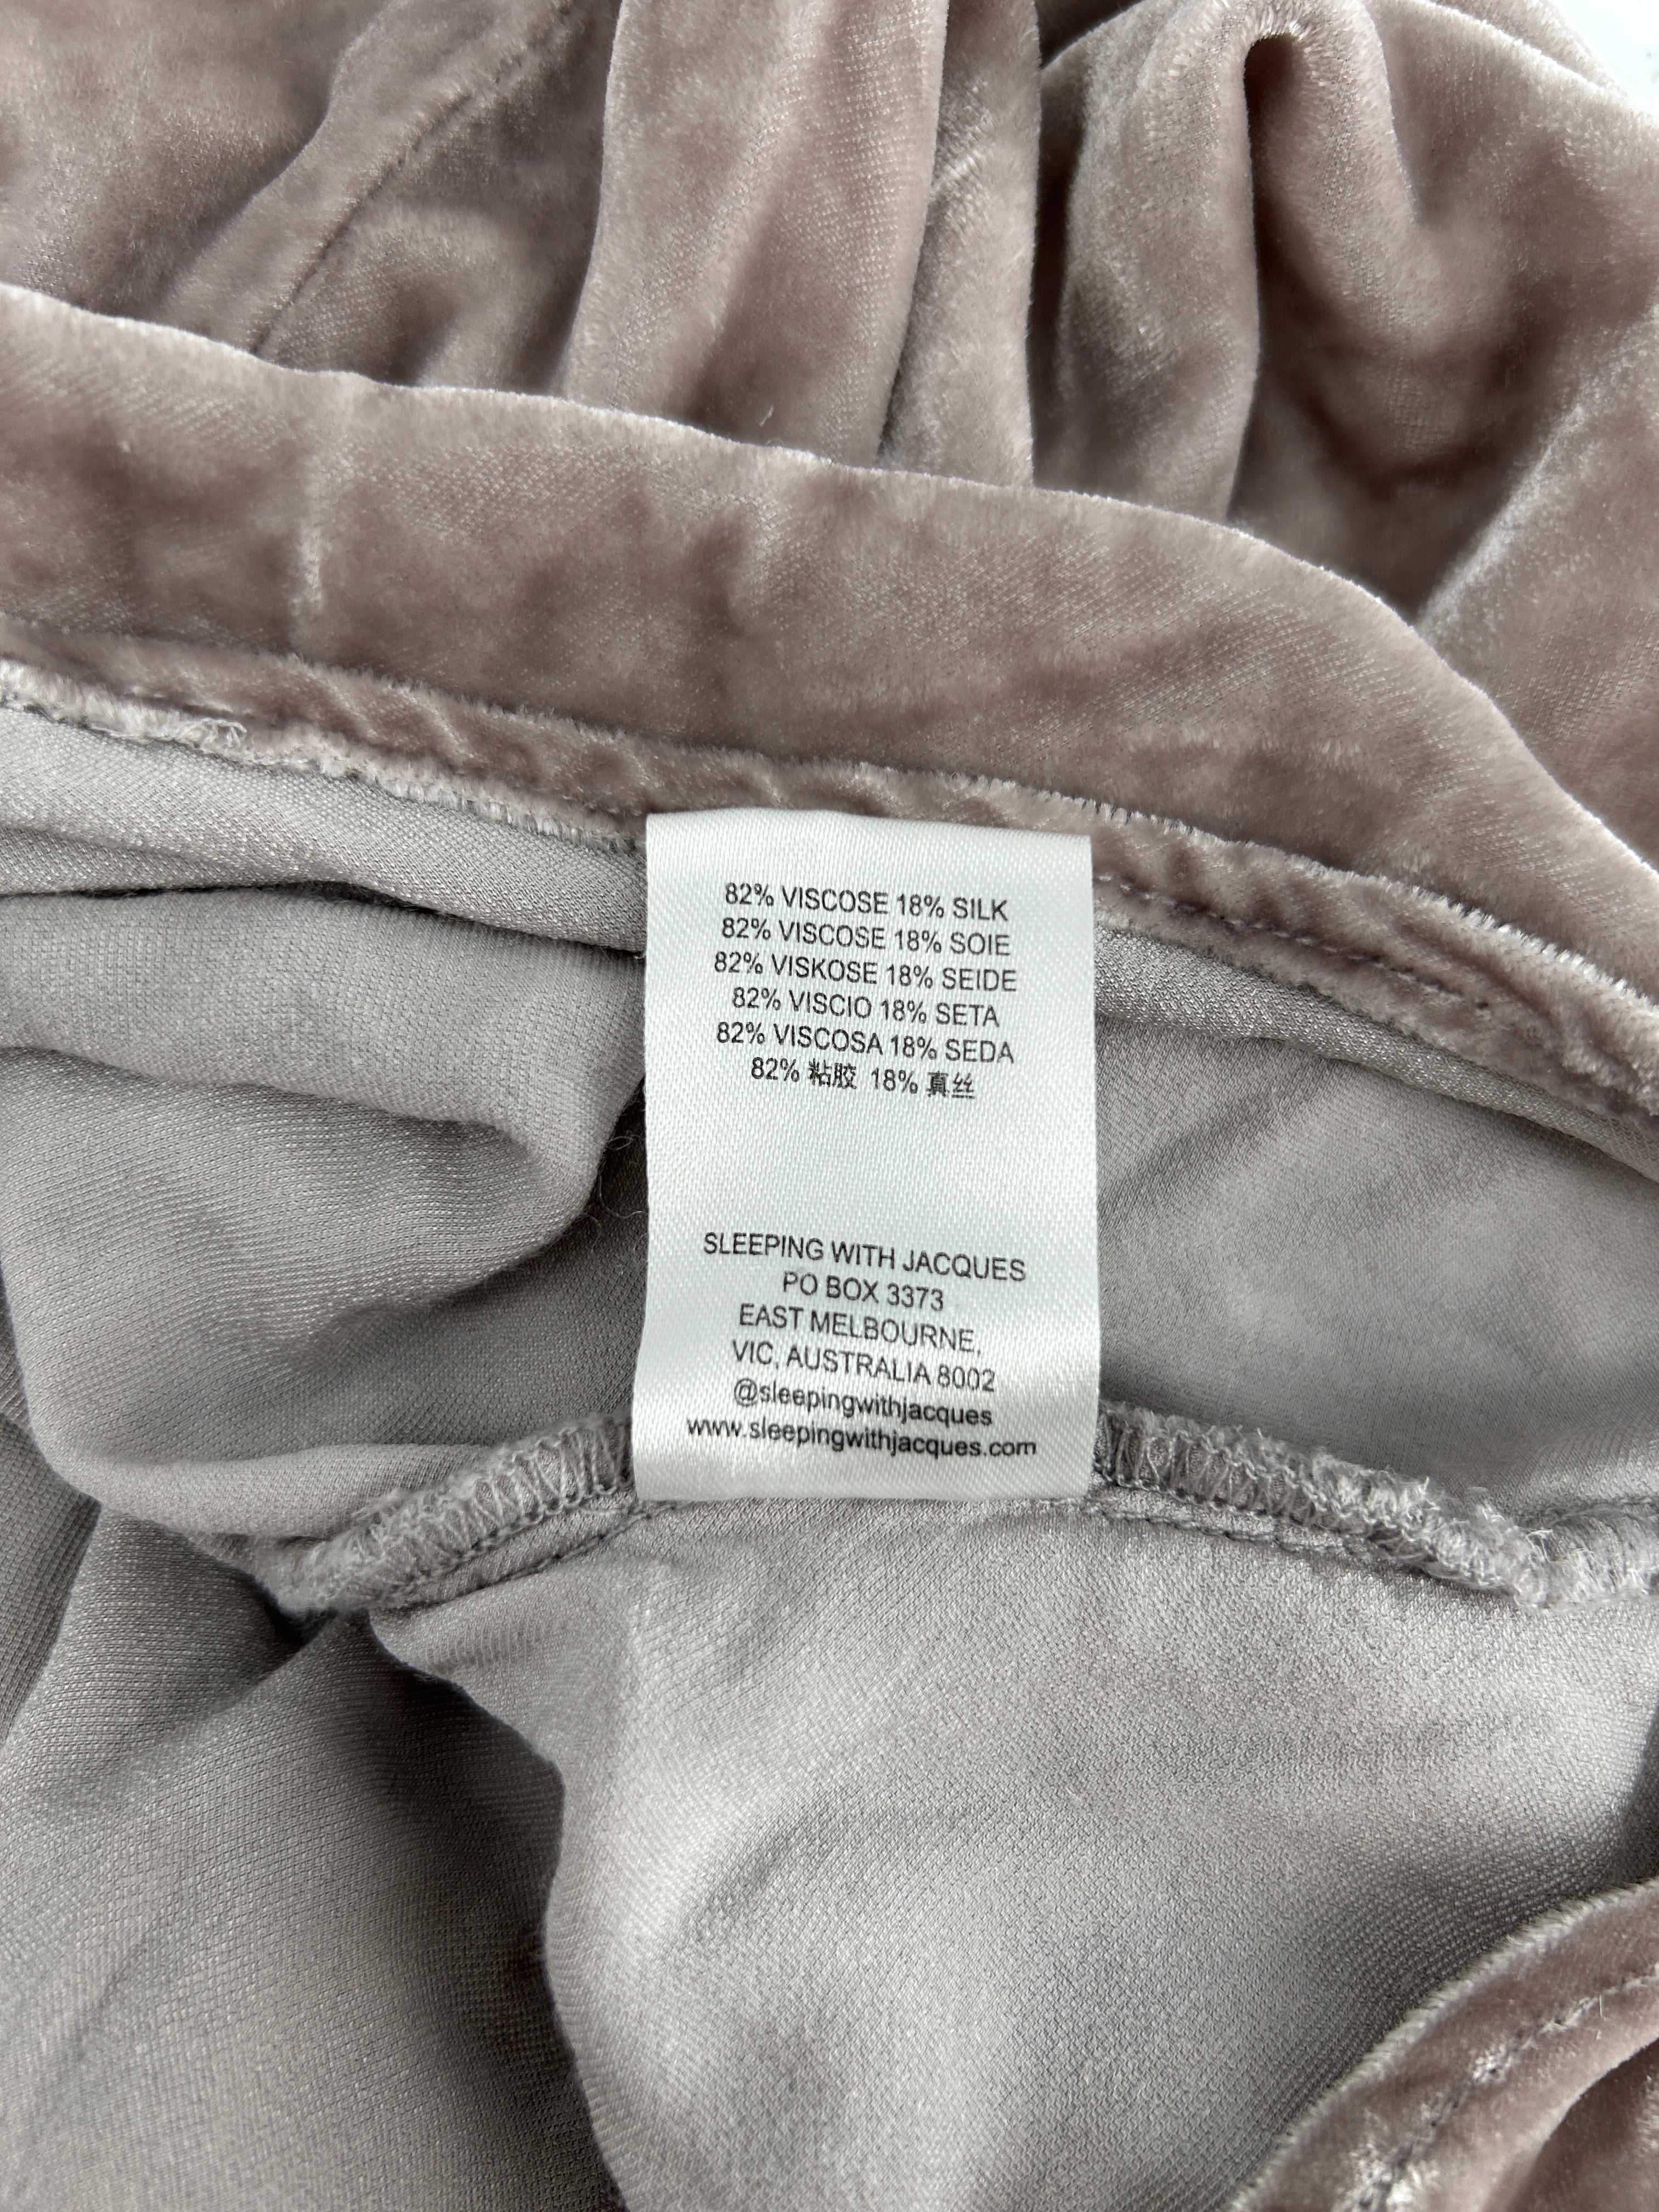 82% VISCOSE 18% SILK
82% VISCOSE 18% SOIE
82% VISKOSE 18% SEIDE
82% VISCIO 18% SETA
82% VISCOSA 18% SEDA
82% 粘胶 18% 真丝
SLEEPING WITH JACQUES
PO BOX 3373
EAST MELBOURNE,
VIC, AUSTRALIA 8002
@sleepingwithjacques
www.sleepingwithjacques.com